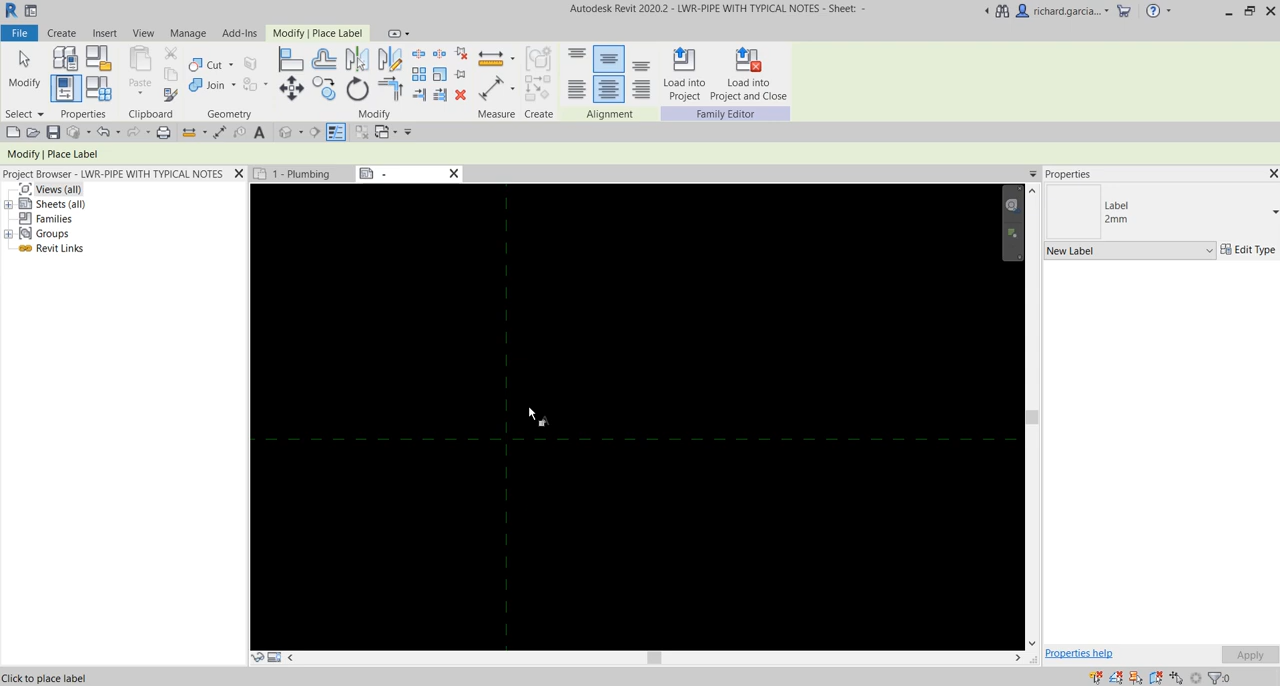 Autodesk Revit 2020.2 - LWR-PIPE WITH TYPICAL NOTES - Sheet: -
richard.garcia...
File Create Insert View Manage Add-Ins Modify | Place Label
Modify
Paste
Cut
Join
Load into Project
Load into Project and Close
Select Properties Clipboard Geometry Modify Measure Create Alignment Family Editor
Modify | Place Label
Project Browser - LWR-PIPE WITH TYPICAL NOTES
1 - Plumbing
-
Properties
Views (all)
Sheets (all)
Families
Groups
Revit Links
Label
2mm
New Label
Edit Type
Properties help
Apply
Click to place label
:0